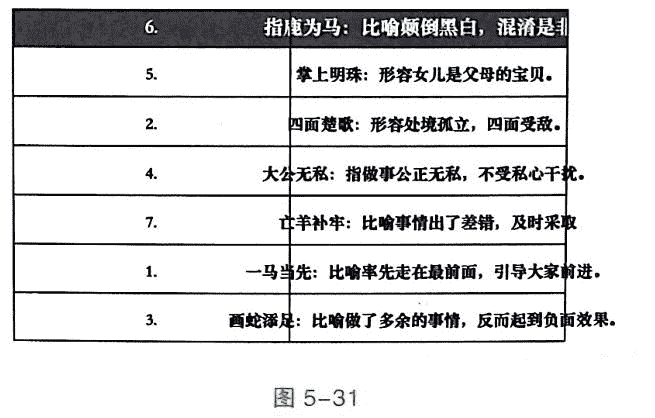 6. 指鹿为马：比喻颠倒黑白，混淆是非
5. 掌上明珠：形容女儿是父母的宝贝。
2. 四面楚歌：形容处境孤立，四面受敌。
4. 大公无私：指做事公正无私，不受私心干扰。
7. 亡羊补牢：比喻事情出了差错，及时采取
1. 一马当先：比喻率先走在最前面，引导大家前进。
3. 画蛇添足：比喻做了多余的事情，反而起到负面效果。
图 5-31